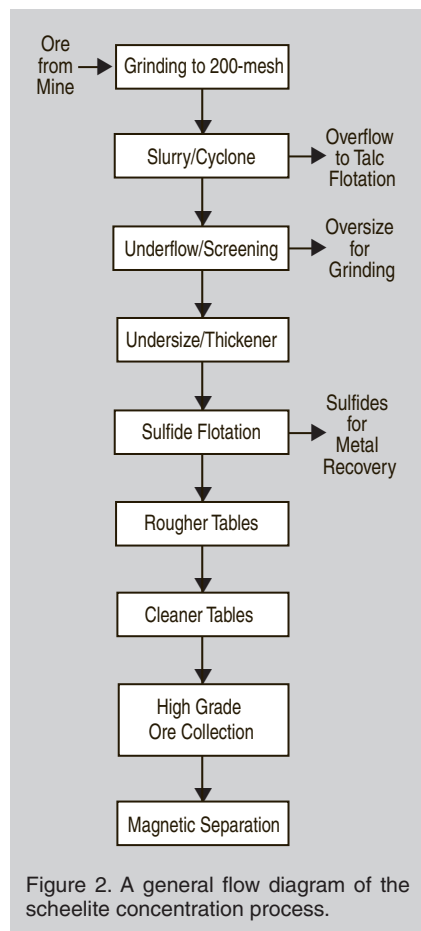 Ore
from
Mine
Grinding to 200-mesh
Slurry/Cyclone
Overflow
to Talc
Flotation
Underflow/Screening
Oversize
for
Grinding
Undersize/Thickener
Sulfide Flotation
Sulfides
for
Metal
Recovery
Rougher Tables
Cleaner Tables
High Grade
Ore Collection
Magnetic Separation
Figure 2. A general flow diagram of the
scheelite concentration process.